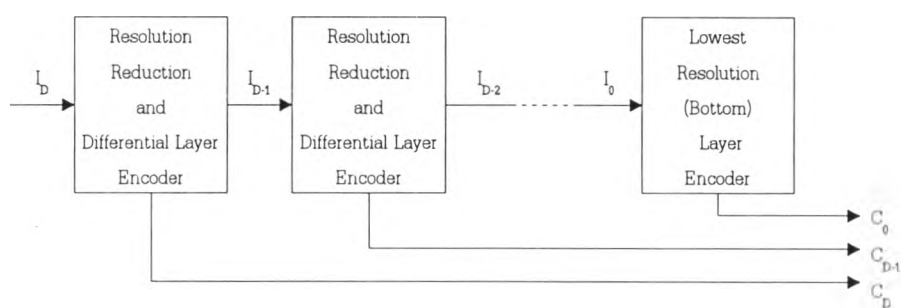 Resolution
Reduction
and
Differential Layer
Encoder
Resolution
Reduction
and
Differential Layer
Encoder
Lowest
Resolution
(Bottom)
Layer
Encoder
I_D
I_D-1
I_D-2
I_0
C_0
C_D-1
C_D